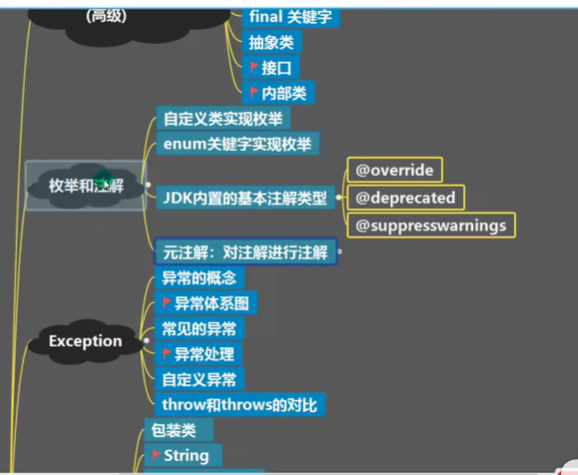 (高级)
final 关键字
抽象类
接口
内部类
自定义类实现枚举
enum关键字实现枚举
枚举和注解
JDK内置的基本注解类型
@override
@deprecated
@suppresswarnings
元注解：对注解进行注解
异常的概念
异常体系图
常见的异常
Exception
异常处理
自定义异常
throw和throws的对比
包装类
String